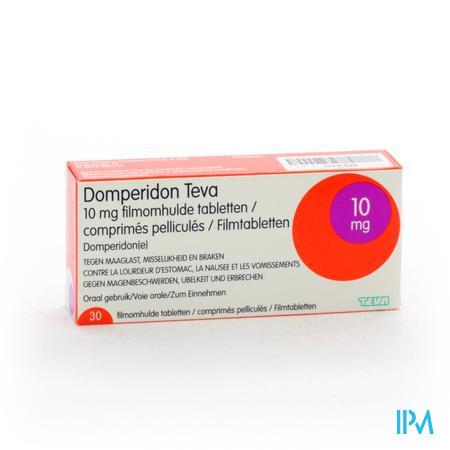 Domperidon Teva
10 mg filmomhulde tabletten /
comprimés pelliculés / Filmtabletten
Domperidon(e)
TEGEN MAAGLAST, MISSELIJKHEID EN BRAKEN
CONTRE LA LOURDEUR D'ESTOMAC, LA NAUSEE ET LES VOMISSEMENTS
GEGEN MAGENBESCHWERDEN, UBELKEIT UND ERBRECHEN
Oraal gebruik/Voie orale/Zum Einnehmen
30 filmomhulde tabletten / comprimés pelliculés / Filmtabletten
10
mg
TEVA
IPM